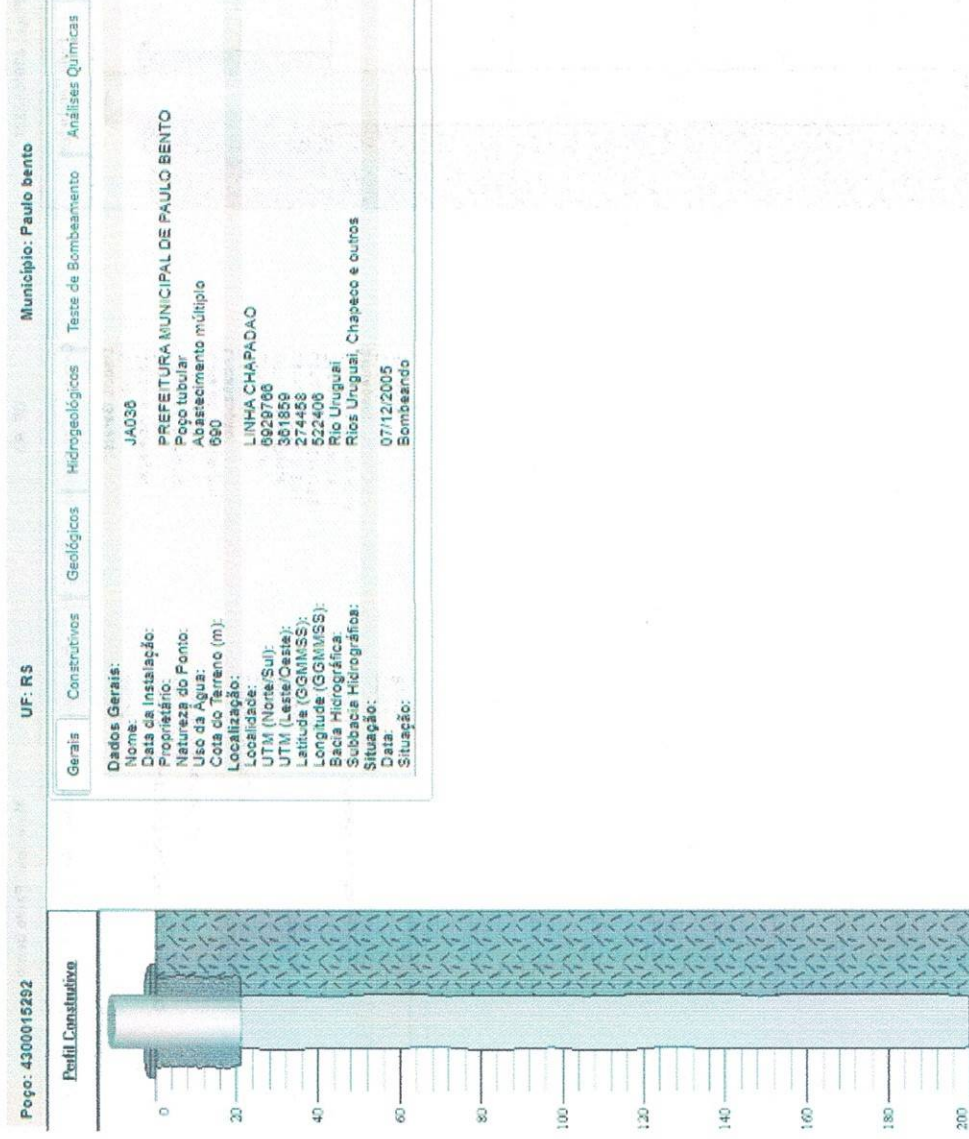 Poço: 4300015292 UF: RS Município: Paulo bento
Perfil Construtivo
0
20
40
60
80
100
120
140
160
180
200
Gerais Construtivos Geológicos Hidrogeológicos Teste de Bombeamento Análises Químicas
Dados Gerais:
Nome: JA036
Data da Instalação:
Proprietário: PREFEITURA MUNICIPAL DE PAULO BENTO
Natureza do Ponto: Poço tubular
Uso da Água: Abastecimento múltiplo
Cota do Terreno (m): 690
Localização:
Localidade: LINHA CHAPADAO
UTM (Norte/Sul): 6929766
UTM (Leste/Oeste): 361859
Latitude (GGMMSS): 274458
Longitude (GGMMSS): 522406
Bacia Hidrográfica: Rio Uruguai
Subbacia Hidrográfica: Rios Uruguai, Chapeco e outros
Situação:
Data: 07/12/2005
Situação: Bombeando